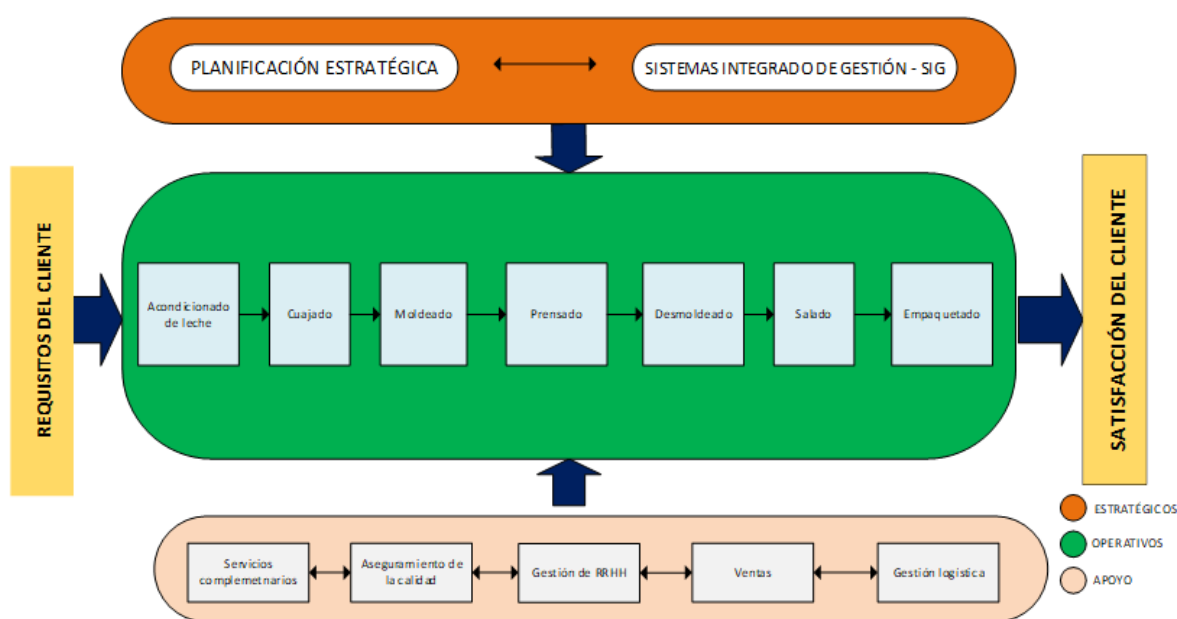 PLANIFICACIÓN ESTRATÉGICA
SISTEMAS INTEGRADO DE GESTIÓN - SIG
REQUISITOS DEL CLIENTE
Acondicionado
de leche
Cuajado
Moldeado
Prensado
Desmoldeado
Salado
Empaquetado
SATISFACCIÓN DEL CLIENTE
Servicios
complemetnarios
Aseguramiento de
la calidad
Gestión de RRHH
Ventas
Gestión logística
ESTRATÉGICOS
OPERATIVOS
APOYO